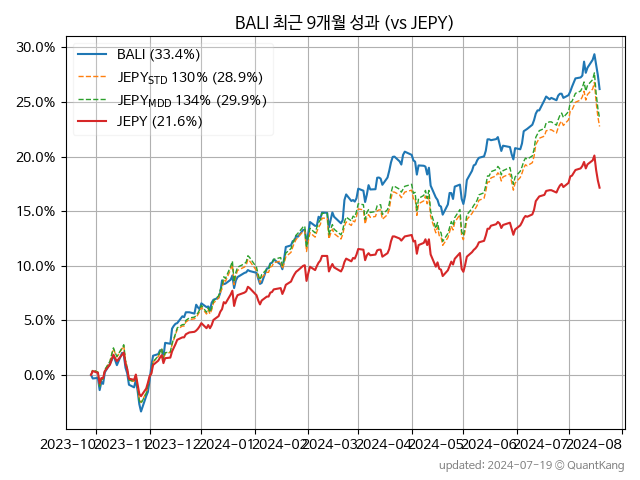 BALI 최근 9개월 성과 (vs JEPY)
30.0%
25.0%
20.0%
15.0%
10.0%
5.0%
0.0%
BALI (33.4%)
JEPYSTD 130% (28.9%)
JEPYMDD 134% (29.9%)
JEPY (21.6%)
2023-10 2023-11 2023-12 2024-01 2024-02 2024-03 2024-04 2024-05 2024-06 2024-07 2024-08
updated: 2024-07-19 © QuantKang